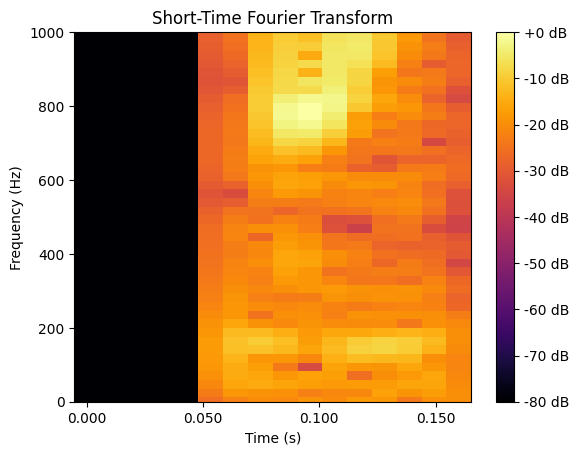 Short-Time Fourier Transform
1000
800
600
400
200
0
Frequency (Hz)
0.000
0.050
0.100
0.150
Time (s)
+0 dB
-10 dB
-20 dB
-30 dB
-40 dB
-50 dB
-60 dB
-70 dB
-80 dB